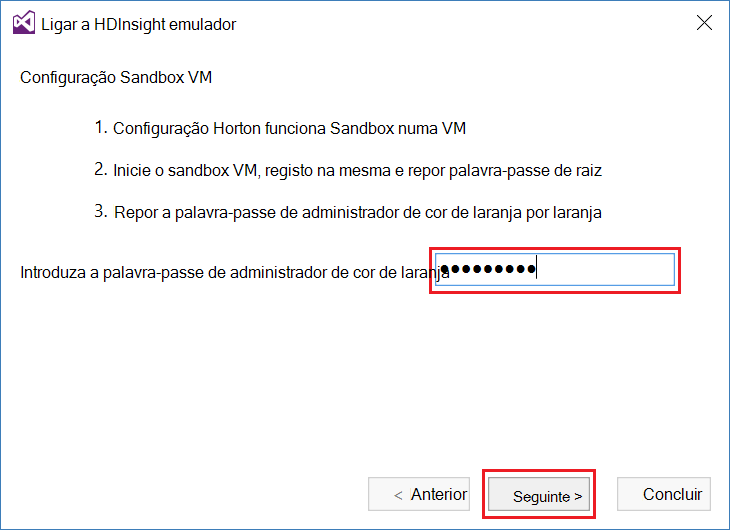 Ligar a HDInsight emulador
Configuração Sandbox VM
1. Configuração Horton funciona Sandbox numa VM
2. Inicie o sandbox VM, registo na mesma e repor palavra-passe de raiz
3. Repor a palavra-passe de administrador de cor de laranja por laranja
Introduza a palavra-passe de administrador de cor de laranja ●●●●●●●●●
< Anterior Seguinte > Concluir